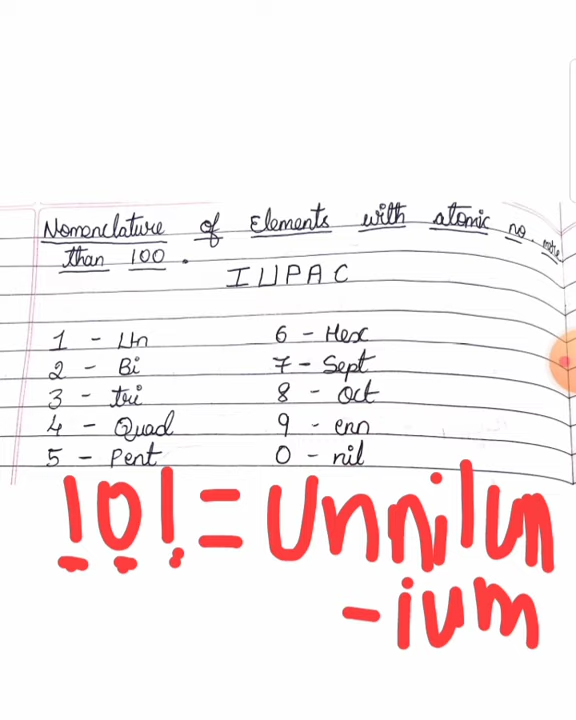 Nomenclature of Elements with atomic no. more
than 100.
IUPAC
1 - Un
2 - Bi
3 - tri
4 - Quad
5 - Pent
6 - Hex
7 - Sept
8 - Oct
9 - enn
0 - nil
101 = Unnilun
-ium